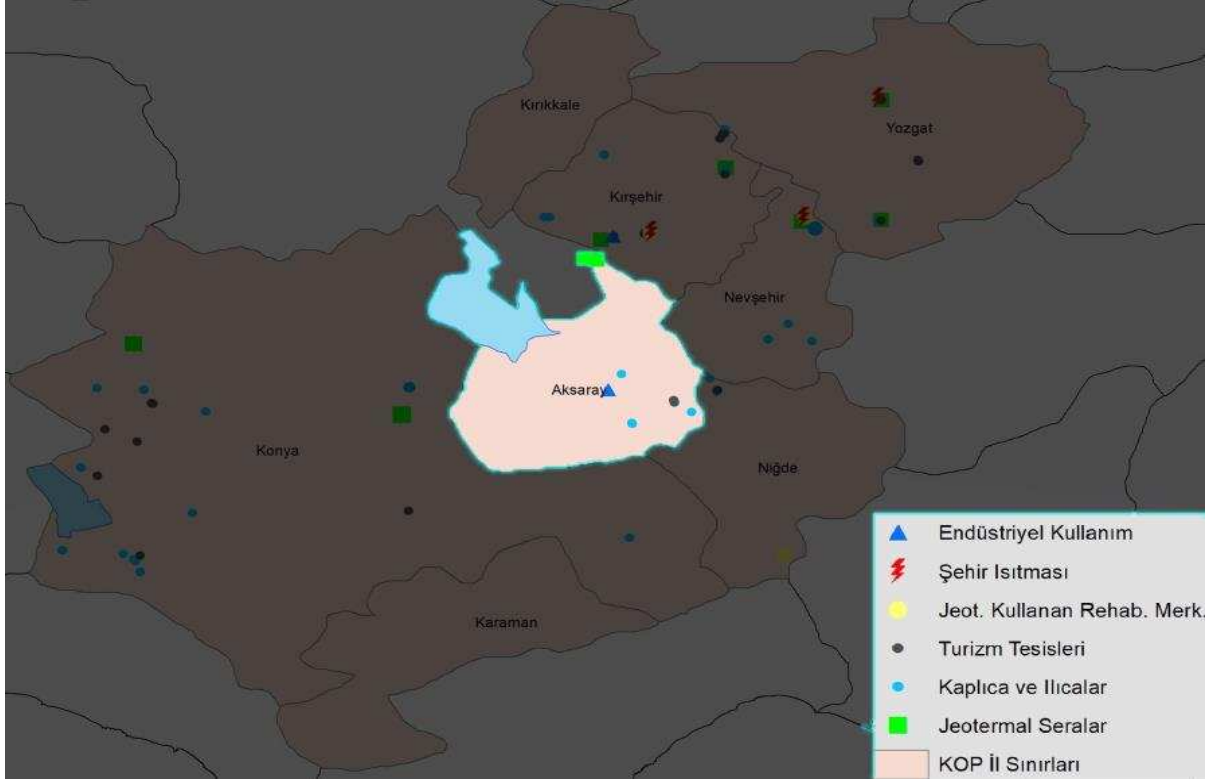 Kırıkkale
Yozgat
Kırşehir
Nevşehir
Aksaray
Konya
Niğde
Karaman
Endüstriyel Kullanım
Şehir Isıtması
Jeot. Kullanan Rehab. Merk.
Turizm Tesisleri
Kaplıca ve Ilıcalar
Jeotermal Seralar
KOP İl Sınırları